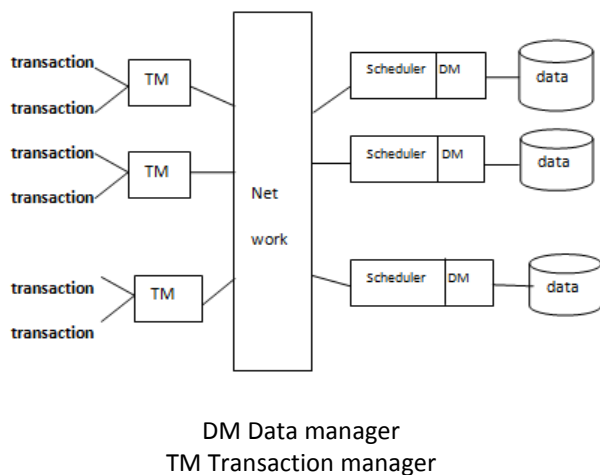 transaction
transaction
TM
Scheduler DM
data
transaction
transaction
TM
Scheduler DM
data
Net
work
transaction
transaction
TM
Scheduler DM
data
DM Data manager
TM Transaction manager